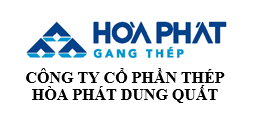 HÒA PHÁT
GANG THÉP
CÔNG TY CỔ PHẦN THÉP
HÒA PHÁT DUNG QUẤT